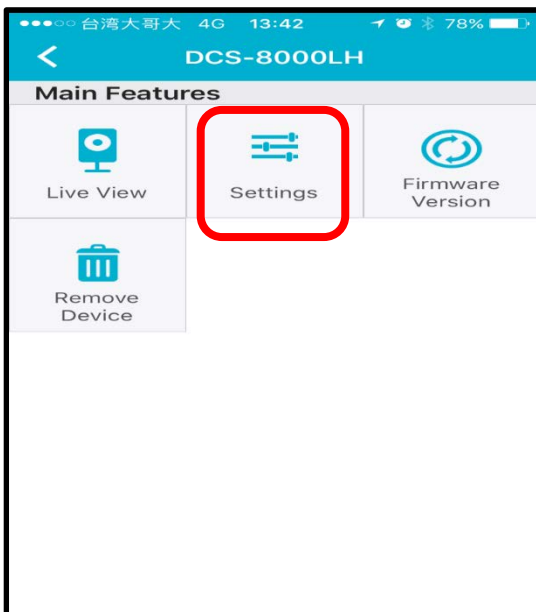 台湾大哥大 4G 13:42 78%
DCS-8000LH
Main Features
Live View
Settings
Firmware
Version
Remove
Device